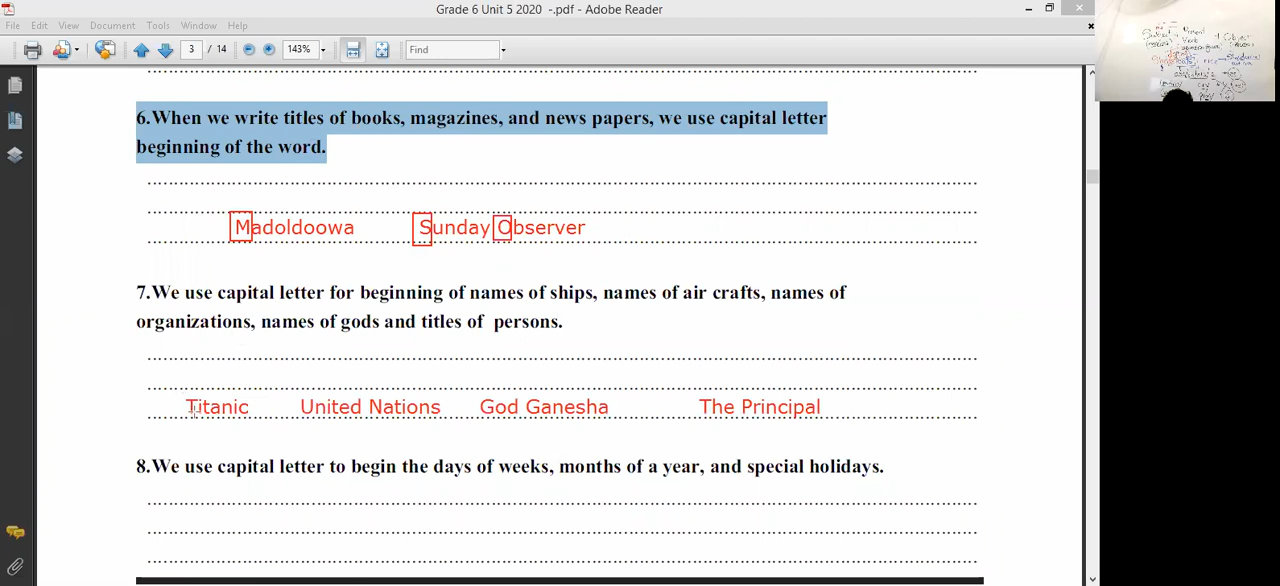 Grade 6 Unit 5 2020 -.pdf - Adobe Reader
File Edit View Document Tools Window Help
3 / 14 143% Find
6.When we write titles of books, magazines, and news papers, we use capital letter
beginning of the word.
Madoldoowa Sunday Observer
7.We use capital letter for beginning of names of ships, names of air crafts, names of
organizations, names of gods and titles of persons.
Titanic United Nations God Ganesha The Principal
8.We use capital letter to begin the days of weeks, months of a year, and special holidays.